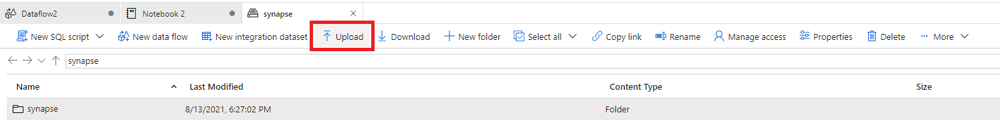 Dataflow2 Notebook 2 synapse
New SQL script New data flow New integration dataset Upload Download New folder Select all Copy link Rename Manage access Properties Delete More
synapse
Name Last Modified Content Type Size
synapse 8/13/2021, 6:27:02 PM Folder